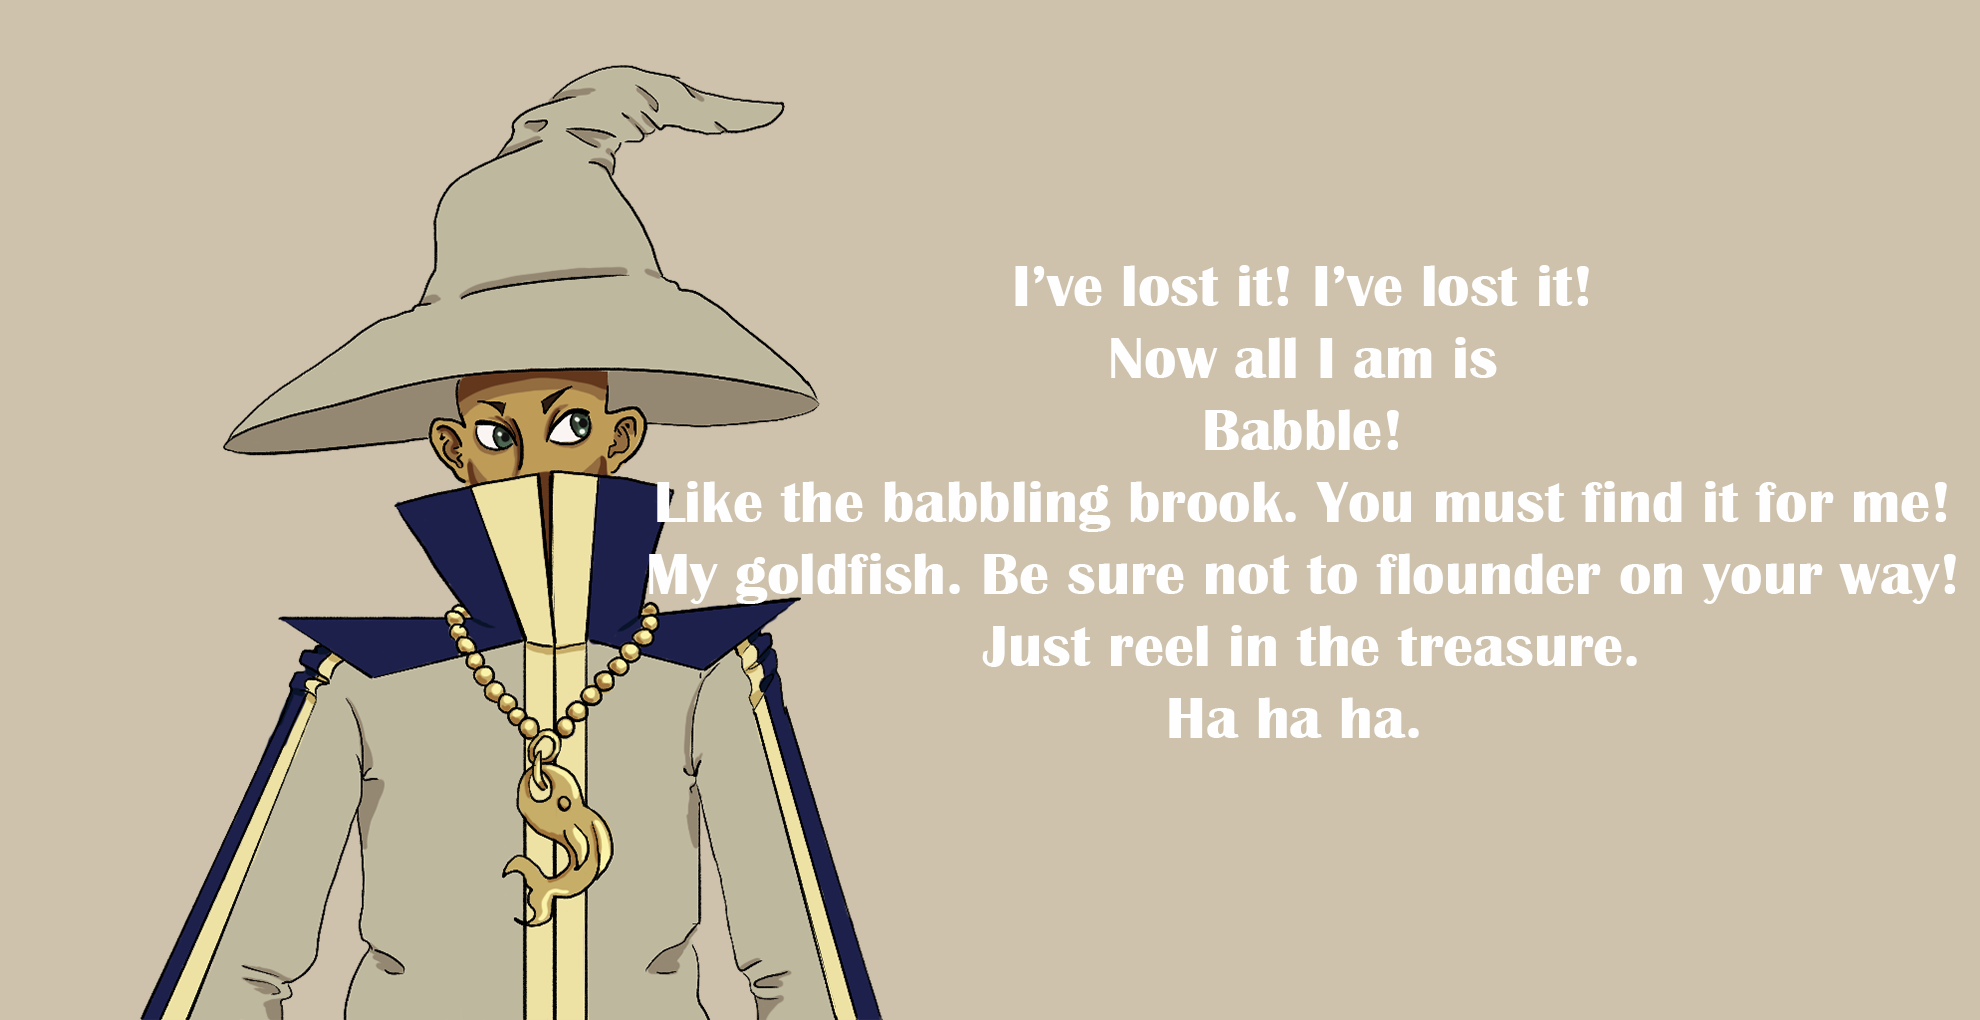 I’ve lost it! I’ve lost it!
Now all I am is
Babble!
Like the babbling brook. You must find it for me!
My goldfish. Be sure not to flounder on your way!
Just reel in the treasure.
Ha ha ha.